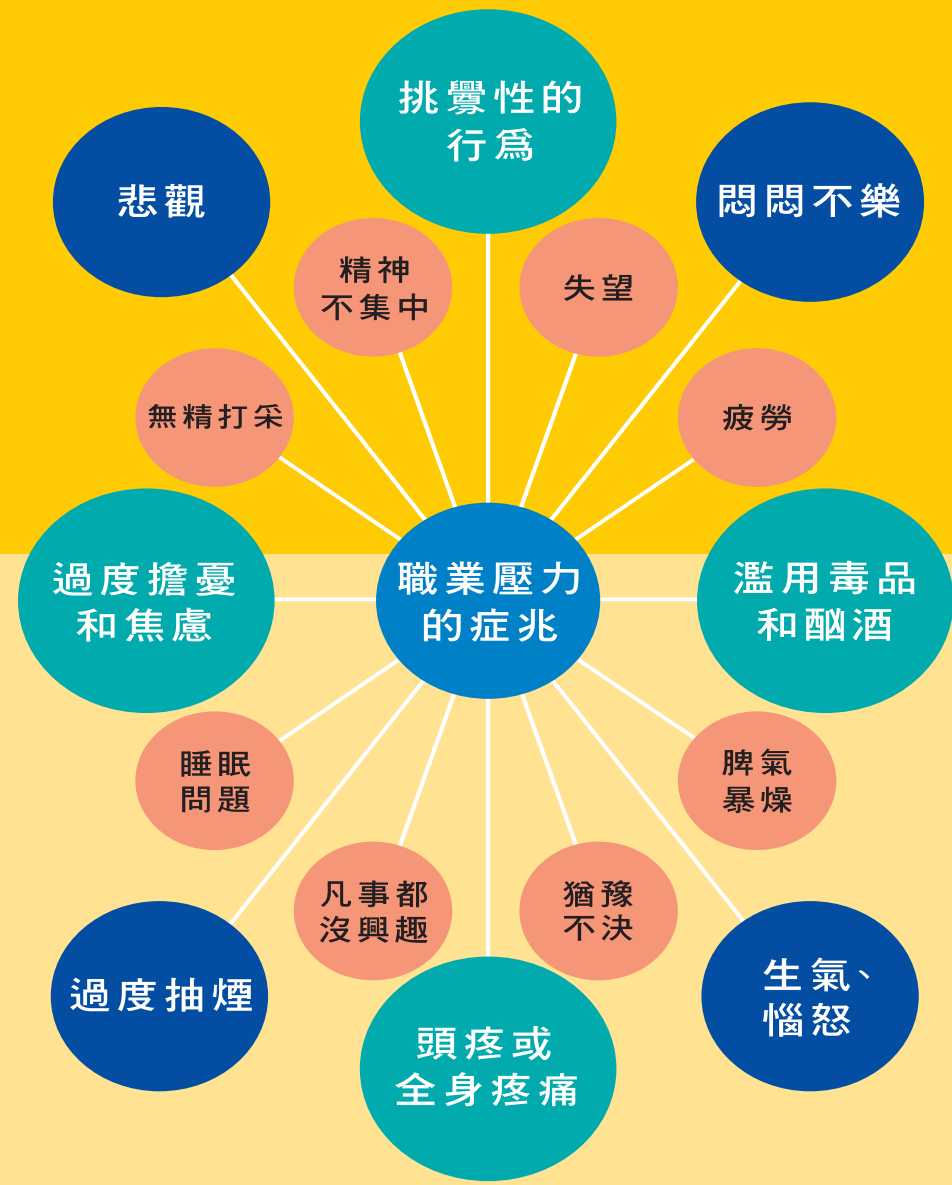 挑釁性的
行爲
悲觀
悶悶不樂
精神
不集中
失望
無精打采
疲勞
過度擔憂
和焦慮
職業壓力
的症兆
濫用毒品
和酗酒
睡眠
問題
脾氣
暴燥
凡事都
沒興趣
猶豫
不決
過度抽煙
生氣、
惱怒
頭疼或
全身疼痛